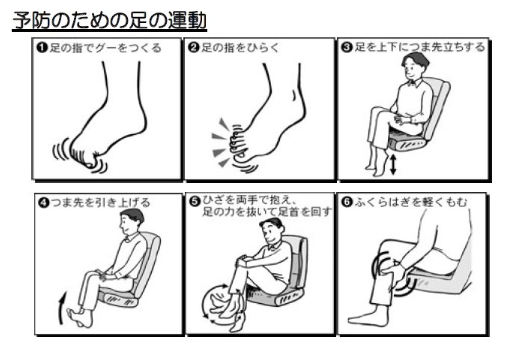 予防のための足の運動
❶足の指でグーをつくる
❷足の指をひらく
❸足を上下につま先立ちする
❹つま先を引き上げる
❺ひざを両手で抱え、
足の力を抜いて足首を回す
❻ふくらはぎを軽くもむ